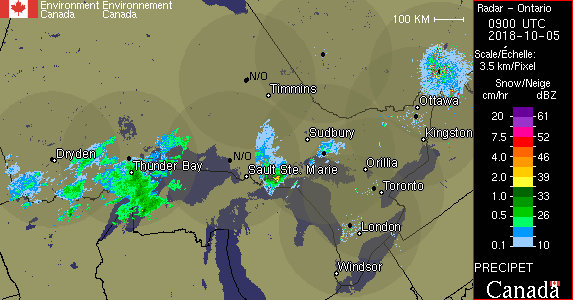 Environment Environnement
Canada Canada
100 KM
N/O
Timmins
Ottawa
Sudbury
Kingston
Dryden
Thunder Bay
N/O
Sault Ste. Marie
Orillia
Toronto
London
Windsor
Radar - Ontario
0900 UTC
2018-10-05
Scale/Échelle:
3.5 km/Pixel
Snow/Neige
cm/hr dBZ
20 61
7.5 52
4.0 46
2.0 39
1.0 33
0.5 26
0.1 10
PRECIPET
Canada